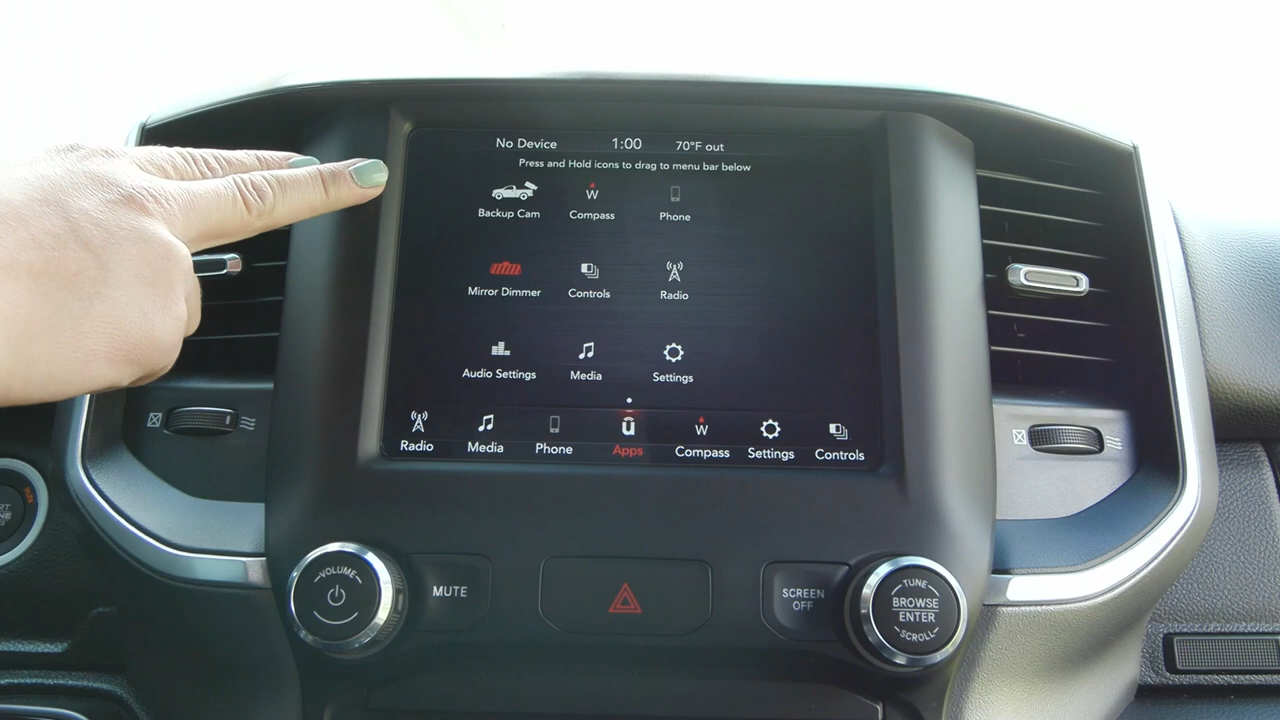 No Device 1:00 70°F out
Press and Hold icons to drag to menu bar below
Backup Cam
W
Compass
Phone
Mirror Dimmer
Controls
Radio
Audio Settings
Media
Settings
Radio
Media
Phone
Apps
W
Compass
Settings
Controls
VOLUME
MUTE
SCREEN
OFF
TUNE
BROWSE
ENTER
SCROLL